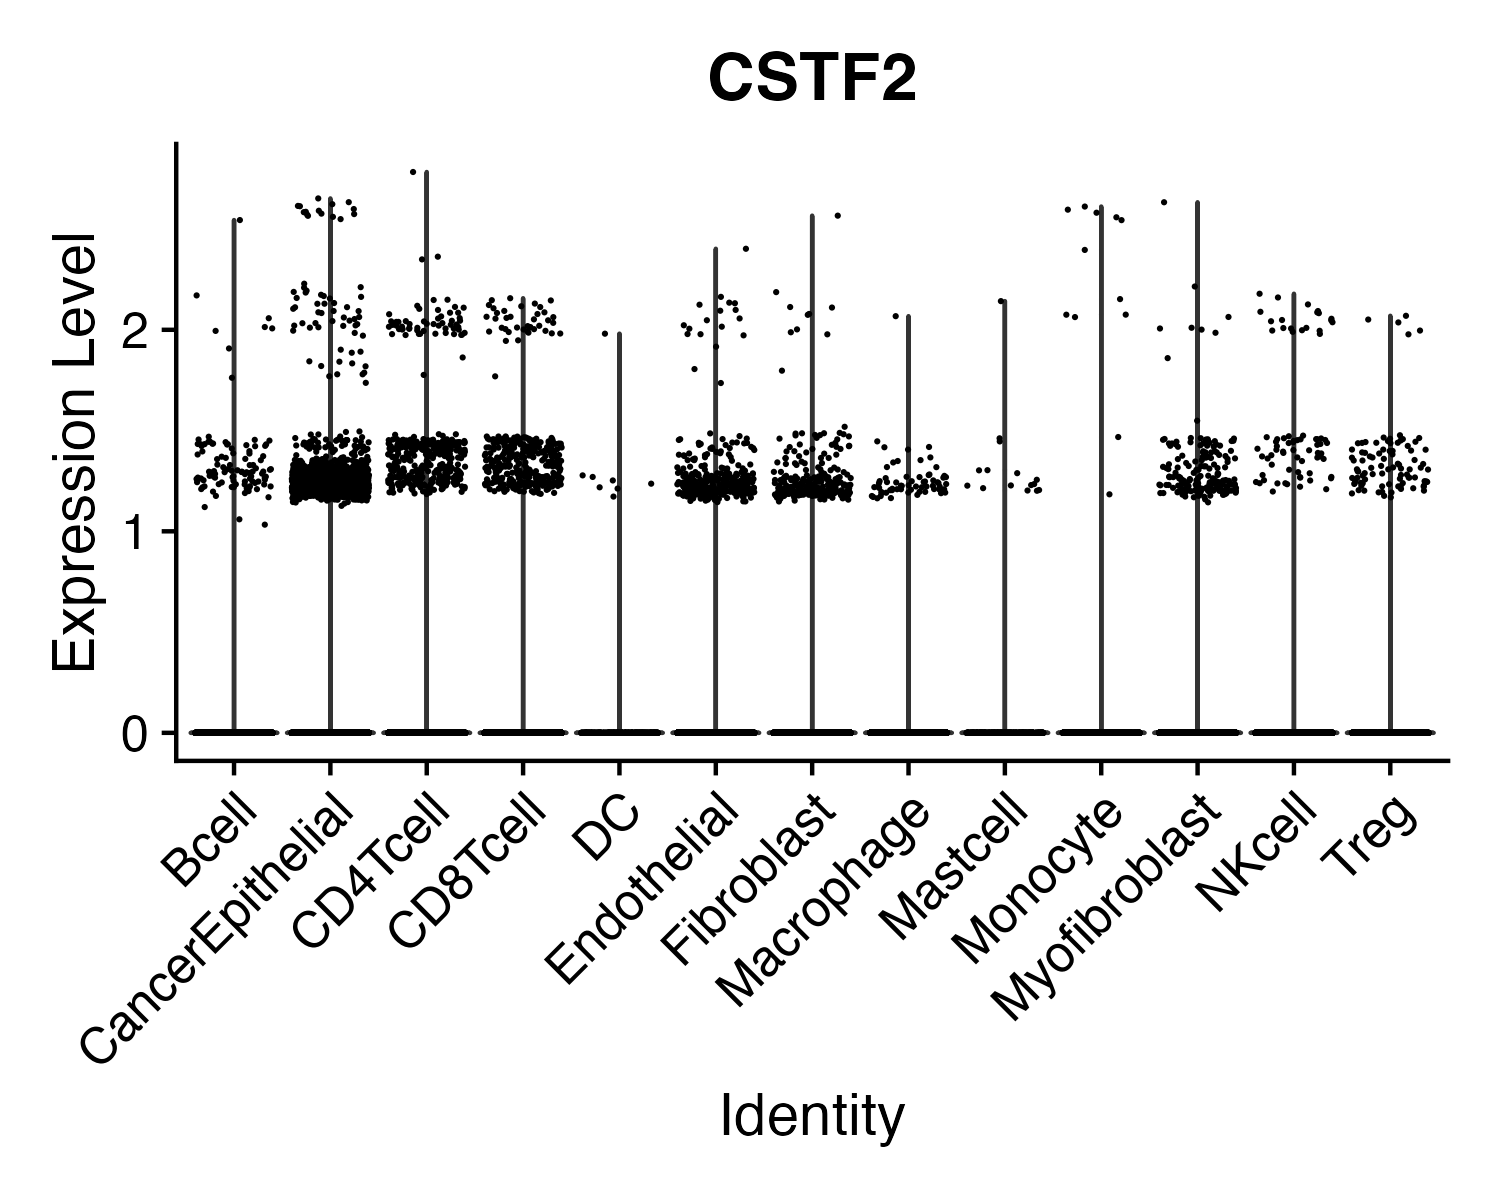 CSTF2
Expression Level
2
1
0
Bcell
CancerEpithelial
CD4Tcell
CD8Tcell
DC
Endothelial
Fibroblast
Macrophage
Mastcell
Monocyte
Myofibroblast
NKcell
Treg
Identity